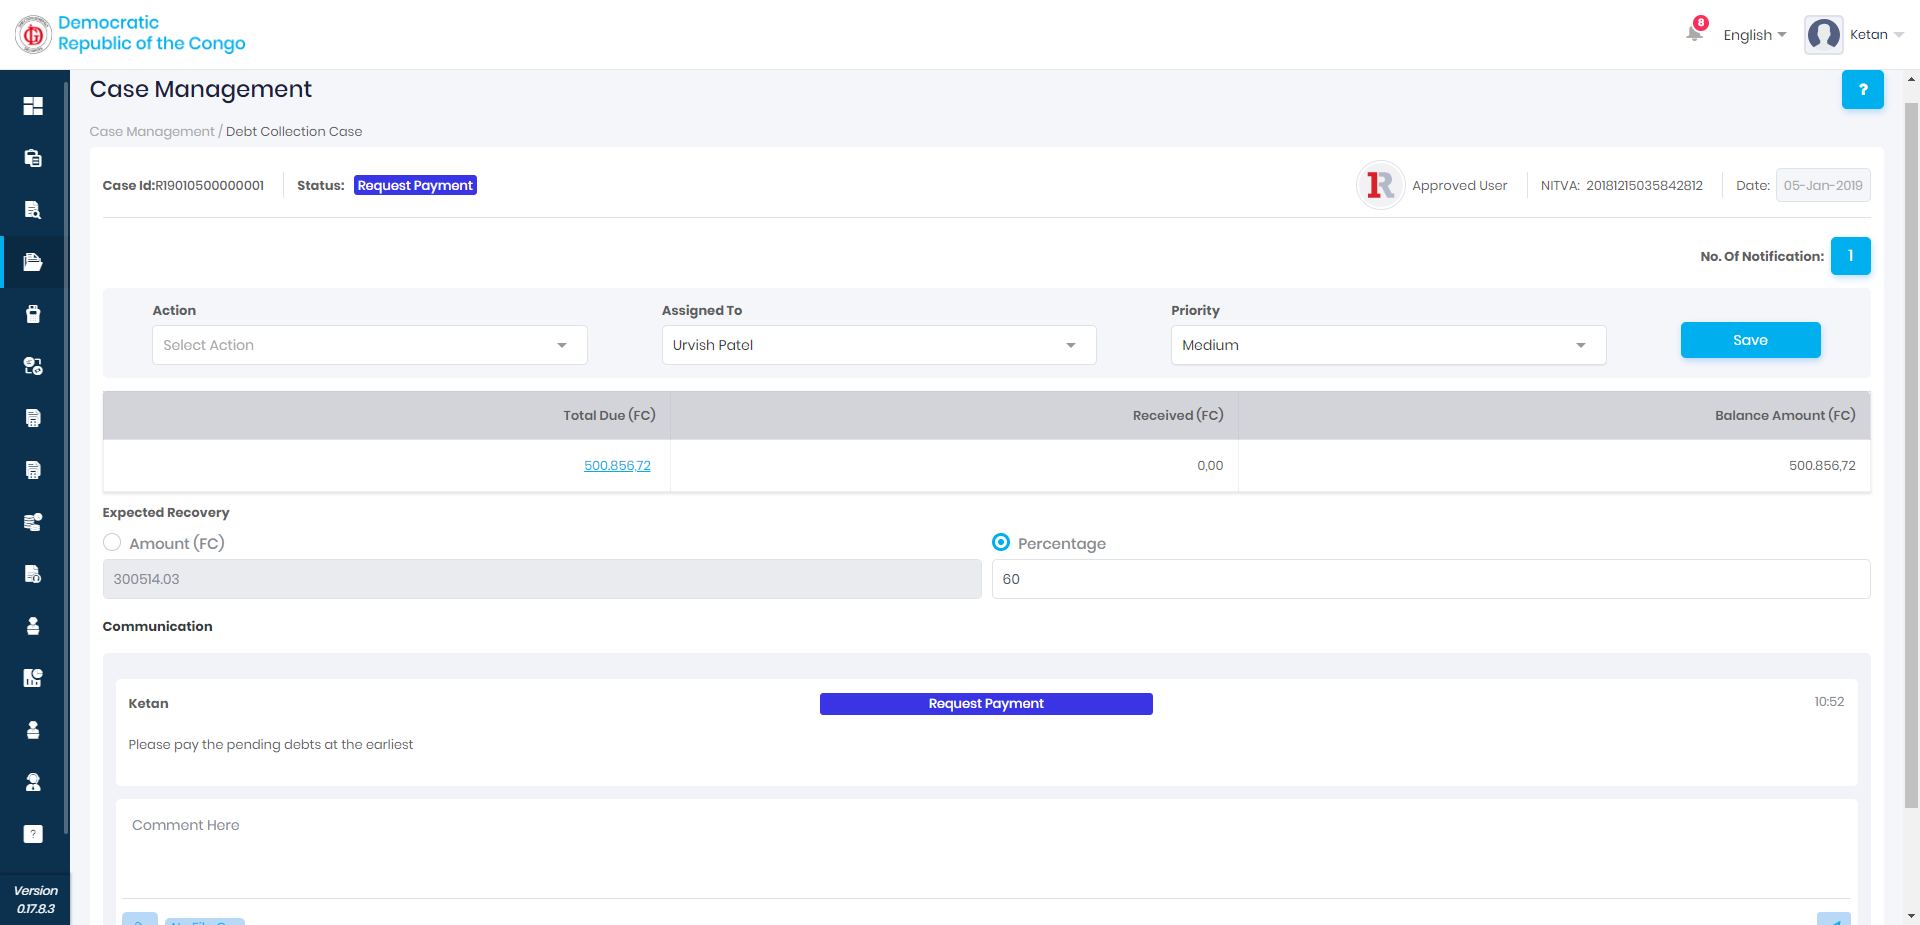 Democratic
Republic of the Congo
8
English
Ketan
Case Management
?
Case Management / Debt Collection Case
Case Id:R19010500000001
Status: Request Payment
1R
Approved User
NITVA: 20181215035842812
Date: 05-Jan-2019
No. Of Notification: 1
Action
Assigned To
Priority
Select Action
Urvish Patel
Medium
Save
Total Due (FC)
Received (FC)
Balance Amount (FC)
500.856,72
0,00
500.856,72
Expected Recovery
Amount (FC)
Percentage
300514.03
60
Communication
Ketan
Request Payment
10:52
Please pay the pending debts at the earliest
Comment Here
?
Version
0.17.8.3